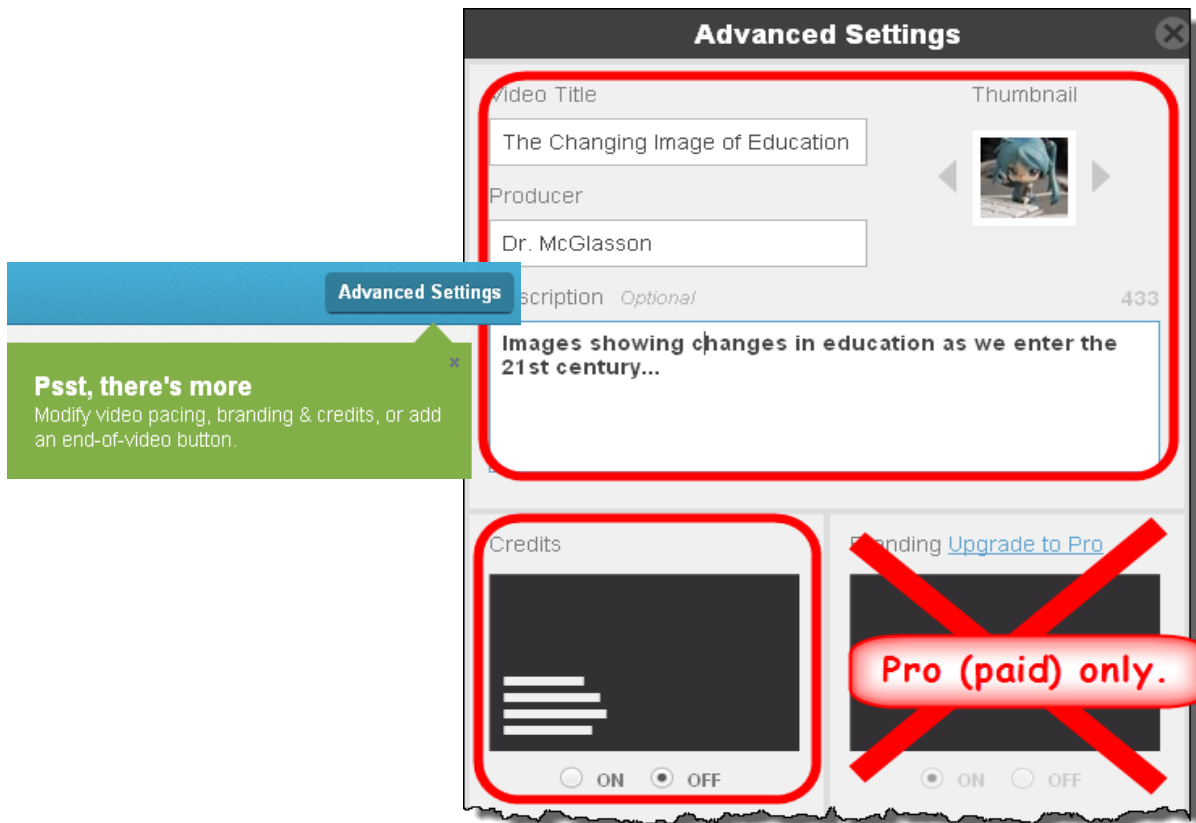 Advanced Settings
Video Title
Thumbnail
The Changing Image of Education
Producer
Dr. McGlasson
Advanced Settings
scription Optional
433
Images showing changes in education as we enter the
21st century...
Psst, there's more
Modify video pacing, branding & credits, or add
an end-of-video button.
Credits
Branding Upgrade to Pro
Pro (paid) only.
ON OFF
ON OFF